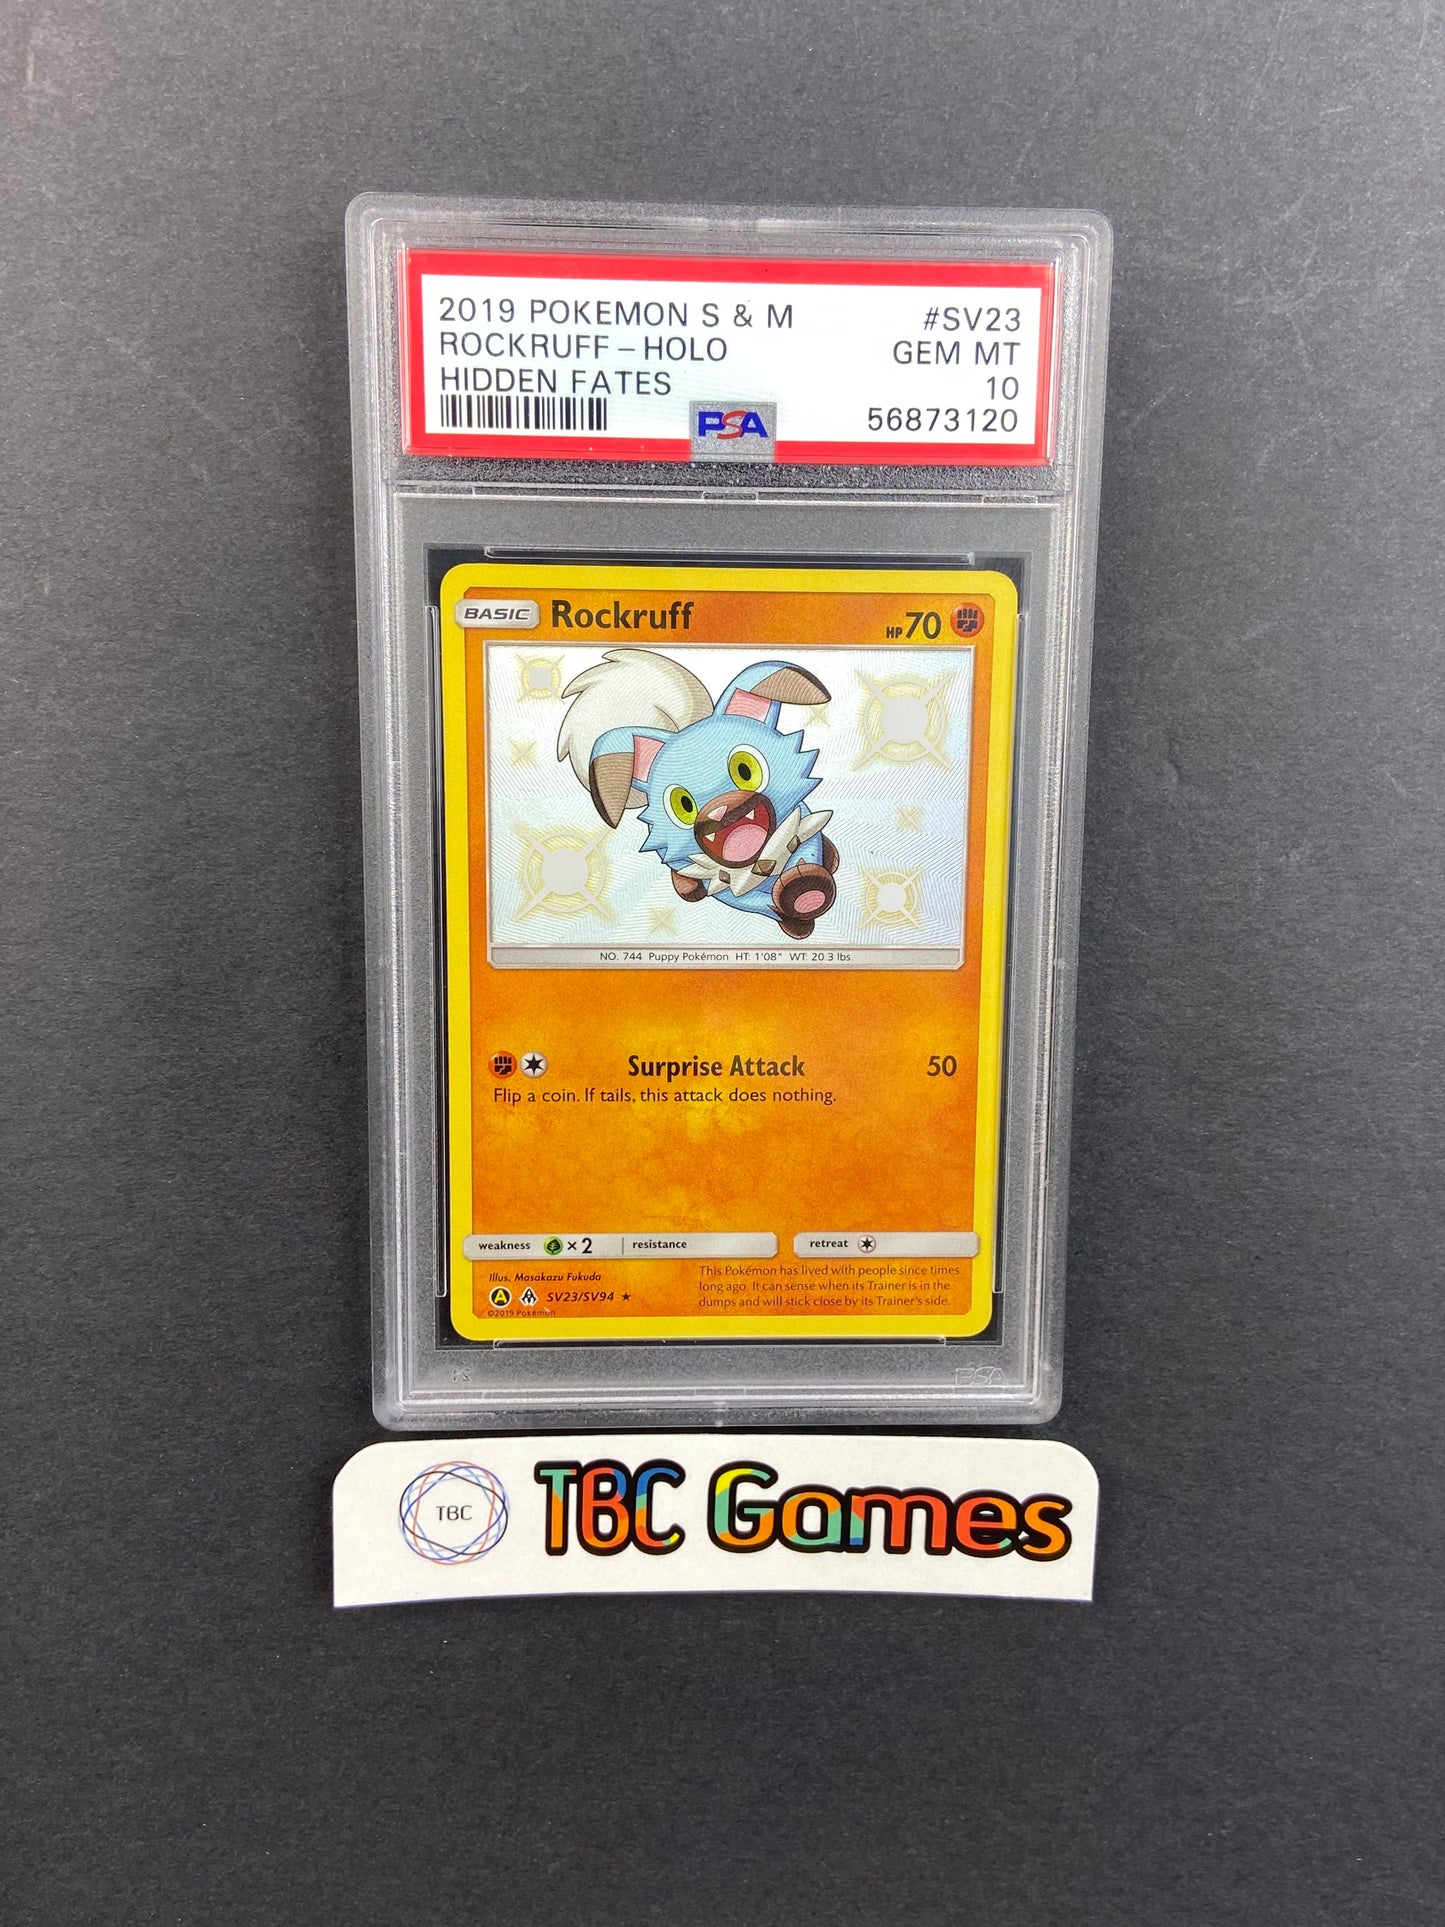 2019 POKEMON S & M #SV23
ROCKRUFF - HOLO GEM MT
HIDDEN FATES 10
PSA 56873120
BASIC Rockruff HP 70
NO. 744 Puppy Pokémon HT: 1'08" WT: 20.3 lbs.
Surprise Attack 50
Flip a coin. If tails, this attack does nothing.
weakness × 2 resistance retreat
Illus. Masakazu Fukuda
A SV23/SV94 ★
©2019 Pokémon
This Pokémon has lived with people since times
long ago. It can sense when its Trainer is in the
dumps and will stick close by its Trainer's side.
PSA
TBC TBC Games